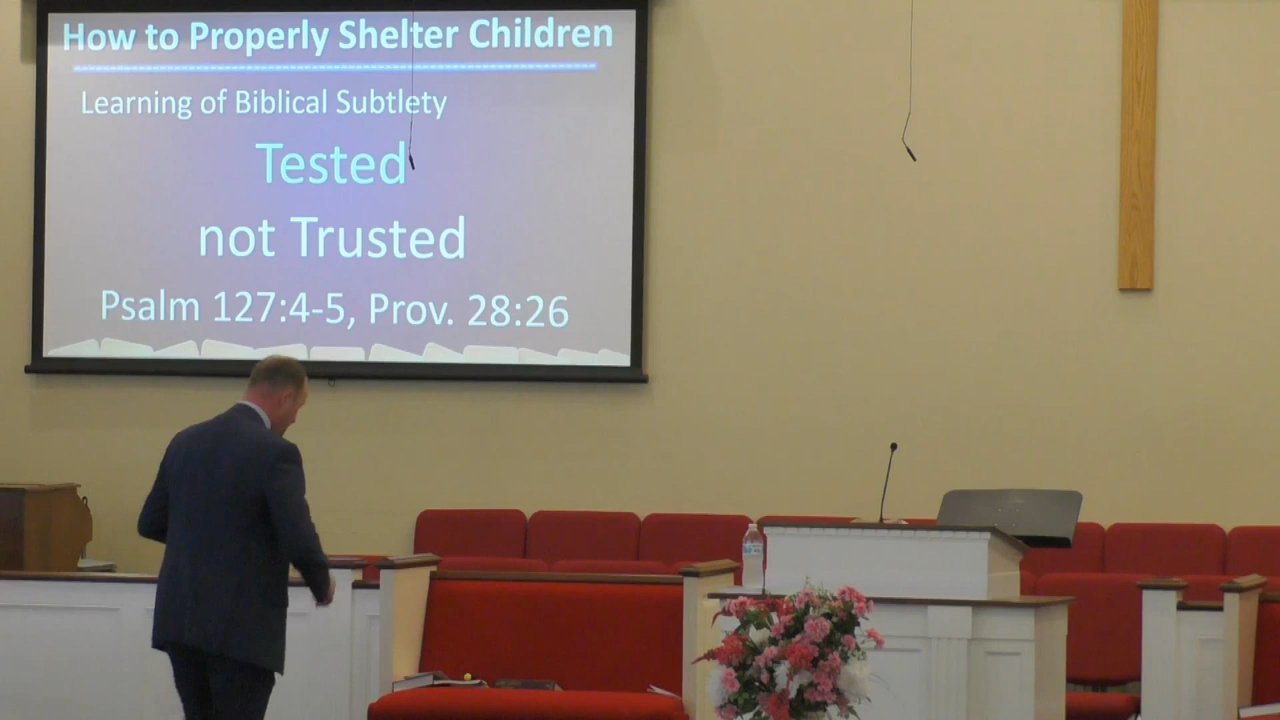 How to Properly Shelter Children
Learning of Biblical Subtlety
Tested
not Trusted
Psalm 127:4-5, Prov. 28:26